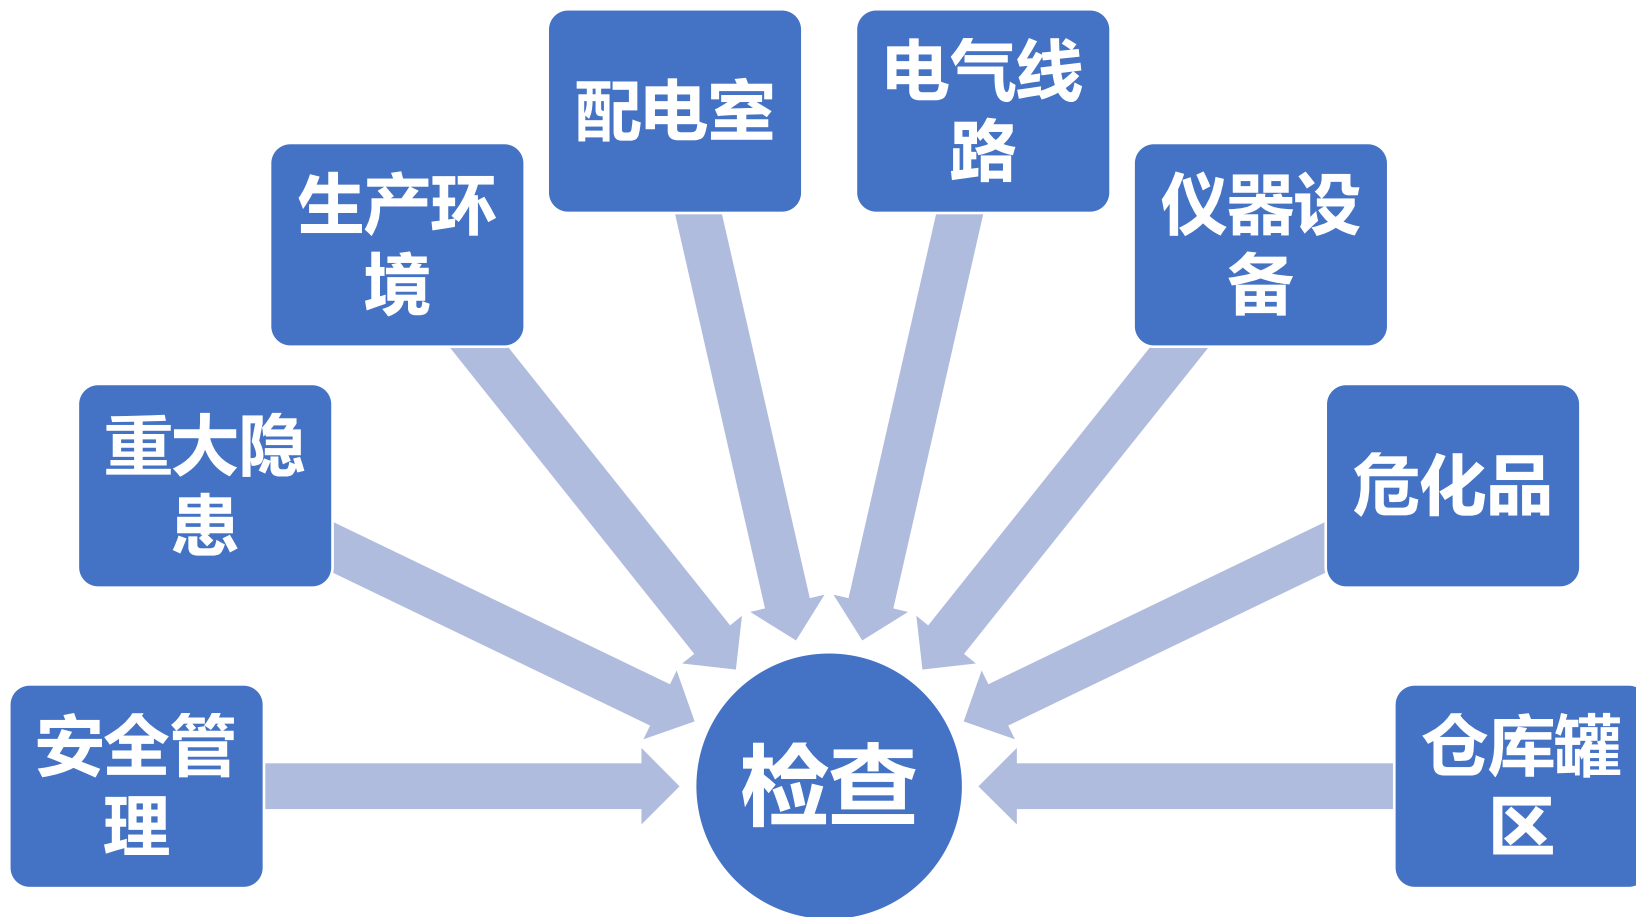 配电室
电气线
路
生产环
境
仪器设
备
重大隐
患
危化品
安全管
理
检查
仓库罐
区